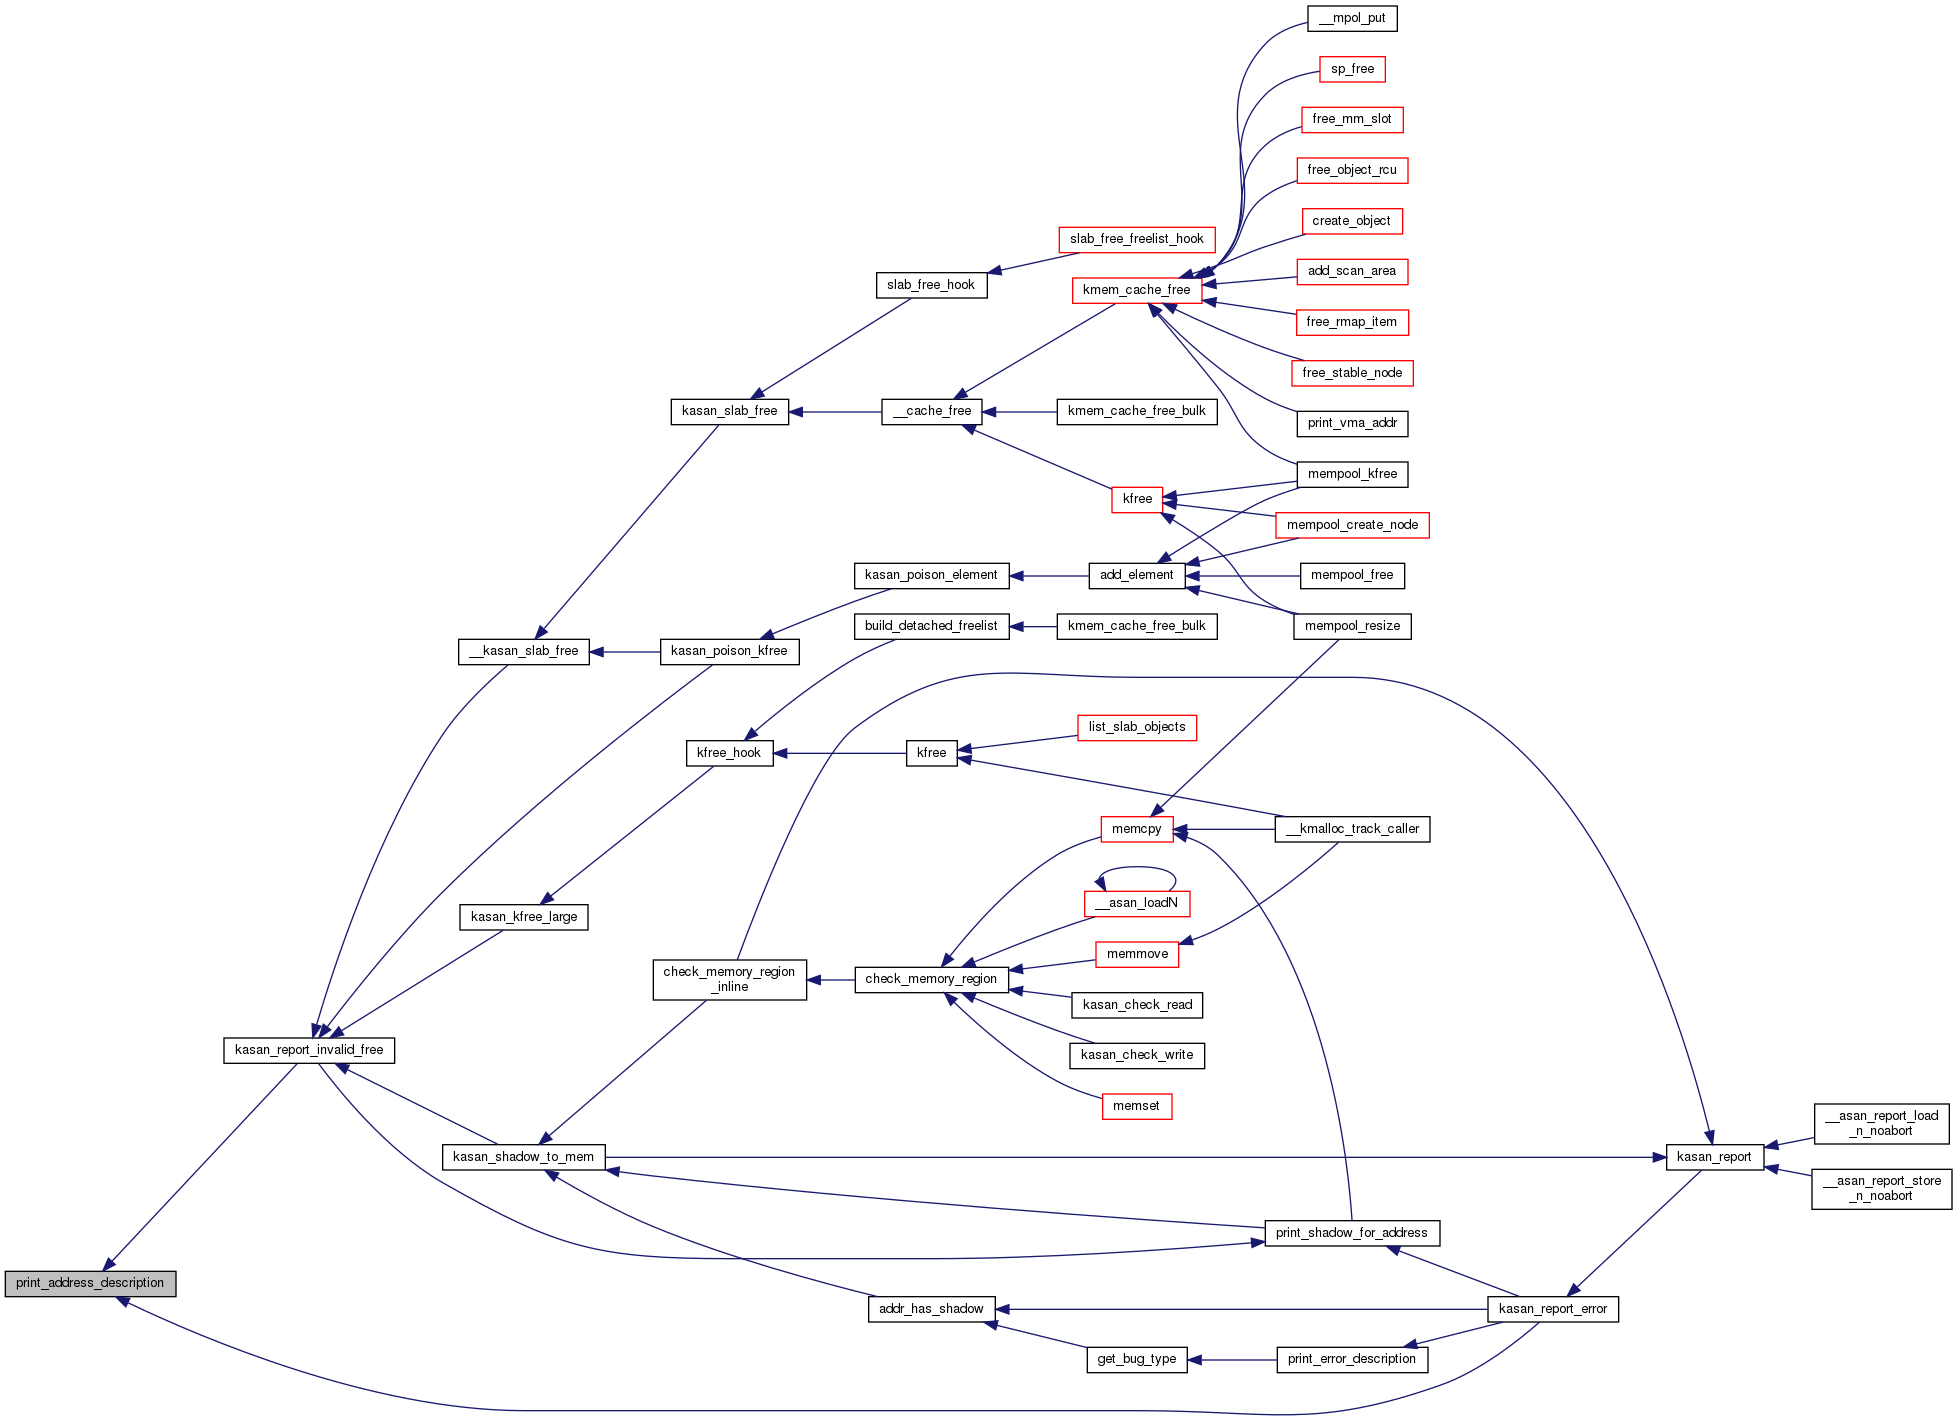 __mpol_put
sp_free
free_mm_slot
free_object_rcu
create_object
slab_free_freelist_hook
add_scan_area
slab_free_hook
kmem_cache_free
free_rmap_item
free_stable_node
kasan_slab_free
__cache_free
kmem_cache_free_bulk
print_vma_addr
mempool_kfree
kfree
mempool_create_node
kasan_poison_element
add_element
mempool_free
build_detached_freelist
kmem_cache_free_bulk
mempool_resize
__kasan_slab_free
kasan_poison_kfree
list_slab_objects
kfree_hook
kfree
memcpy
__kmalloc_track_caller
__asan_loadN
kasan_kfree_large
memmove
check_memory_region
_inline
check_memory_region
kasan_check_read
kasan_report_invalid_free
kasan_check_write
memset
__asan_report_load
_n_noabort
kasan_shadow_to_mem
kasan_report
__asan_report_store
_n_noabort
print_shadow_for_address
print_address_description
addr_has_shadow
kasan_report_error
get_bug_type
print_error_description